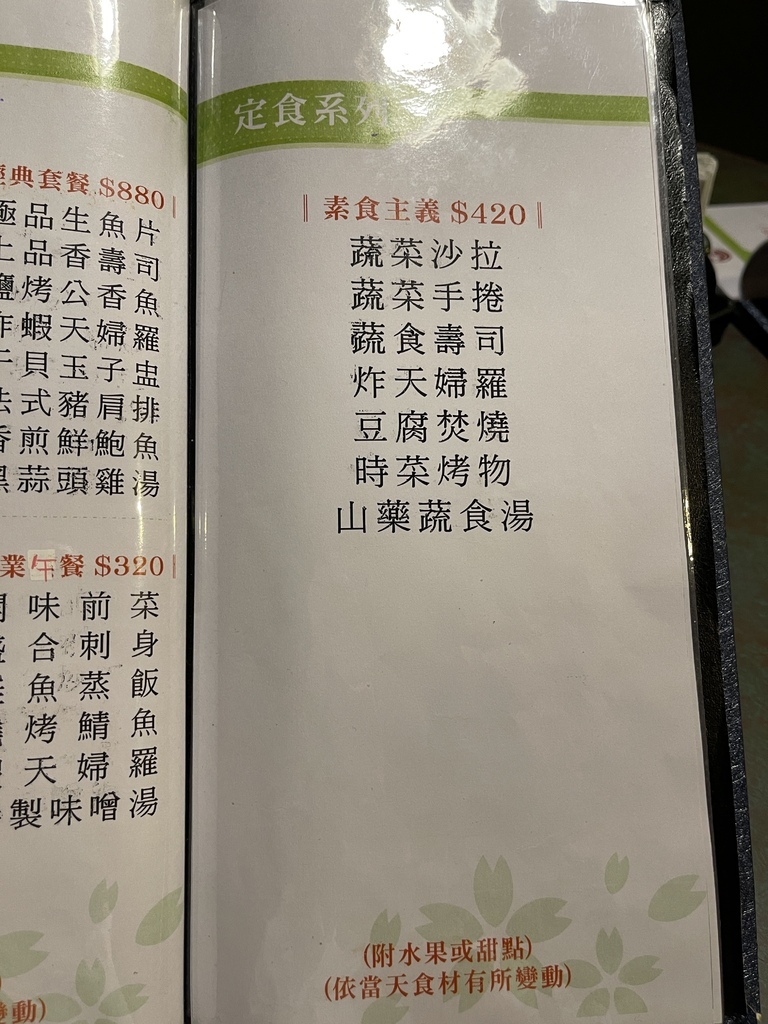 典套餐 $880
品生魚片
品香壽司
烤公香魚
蝦天婦羅
貝玉子盅
式豬肩排
煎鮮鮑魚
蒜頭雞湯
業午餐 $320
味前菜
合刺身
魚蒸飯
烤鯖魚
天婦羅
製味噌湯
變動)
定食系列
素食主義 $420
蔬菜沙拉
蔬菜手捲
蔬食壽司
炸天婦羅
豆腐焚燒
時菜烤物
山藥蔬食湯
(附水果或甜點)
(依當天食材有所變動)